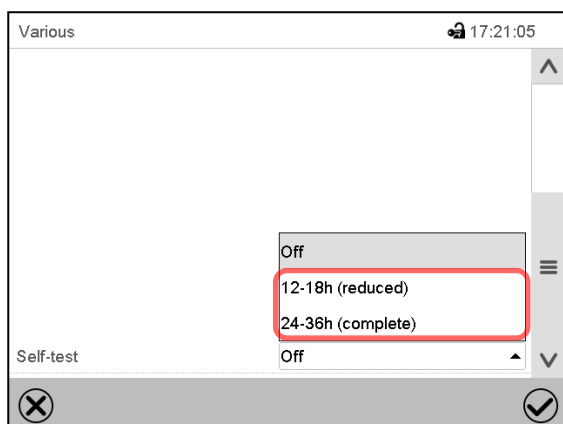 Various 17:21:05
Off
12-18h (reduced)
24-36h (complete)
Self-test Off